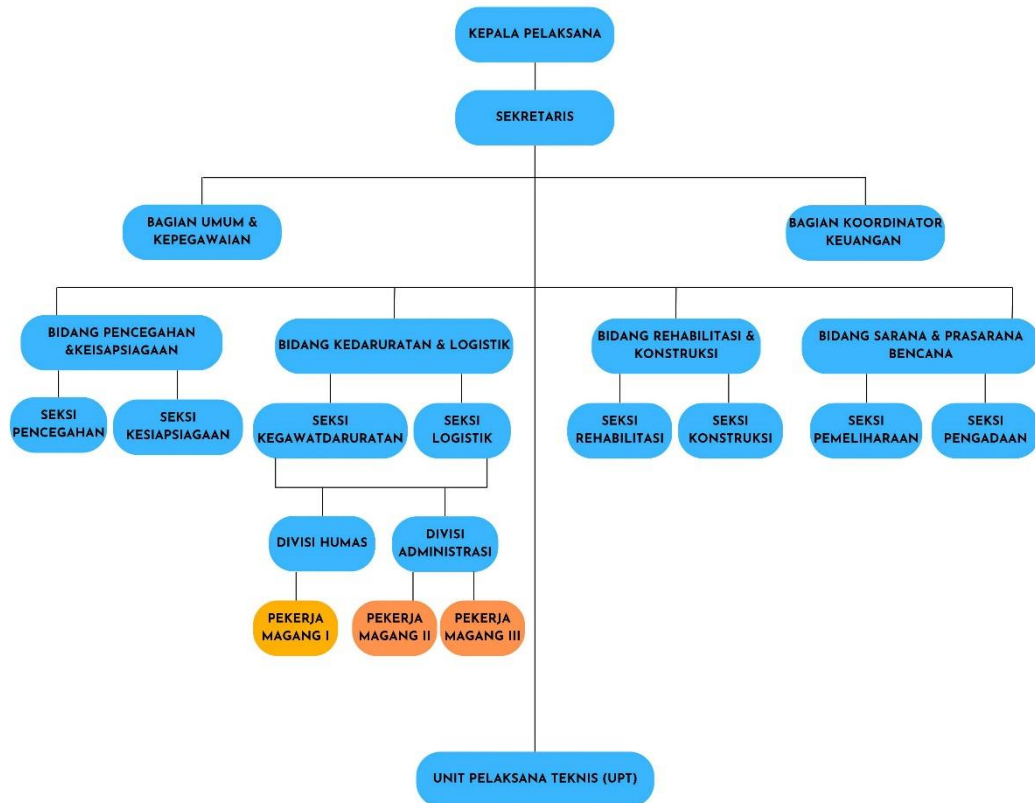 KEPALA PELAKSANA
SEKRETARIS
BAGIAN UMUM &
KEPEGAWAIAN
BAGIAN KOORDINATOR
KEUANGAN
BIDANG PENCEGAHAN
&KEISAPSIAGAAN
BIDANG KEDARURATAN & LOGISTIK
BIDANG REHABILITASI &
KONSTRUKSI
BIDANG SARANA & PRASARANA
BENCANA
SEKSI
PENCEGAHAN
SEKSI
KESIAPSIAGAAN
SEKSI
KEGAWATDARURATAN
SEKSI
LOGISTIK
SEKSI
REHABILITASI
SEKSI
KONSTRUKSI
SEKSI
PEMELIHARAAN
SEKSI
PENGADAAN
DIVISI HUMAS
DIVISI
ADMINISTRASI
PEKERJA
MAGANG I
PEKERJA
MAGANG II
PEKERJA
MAGANG III
UNIT PELAKSANA TEKNIS (UPT)